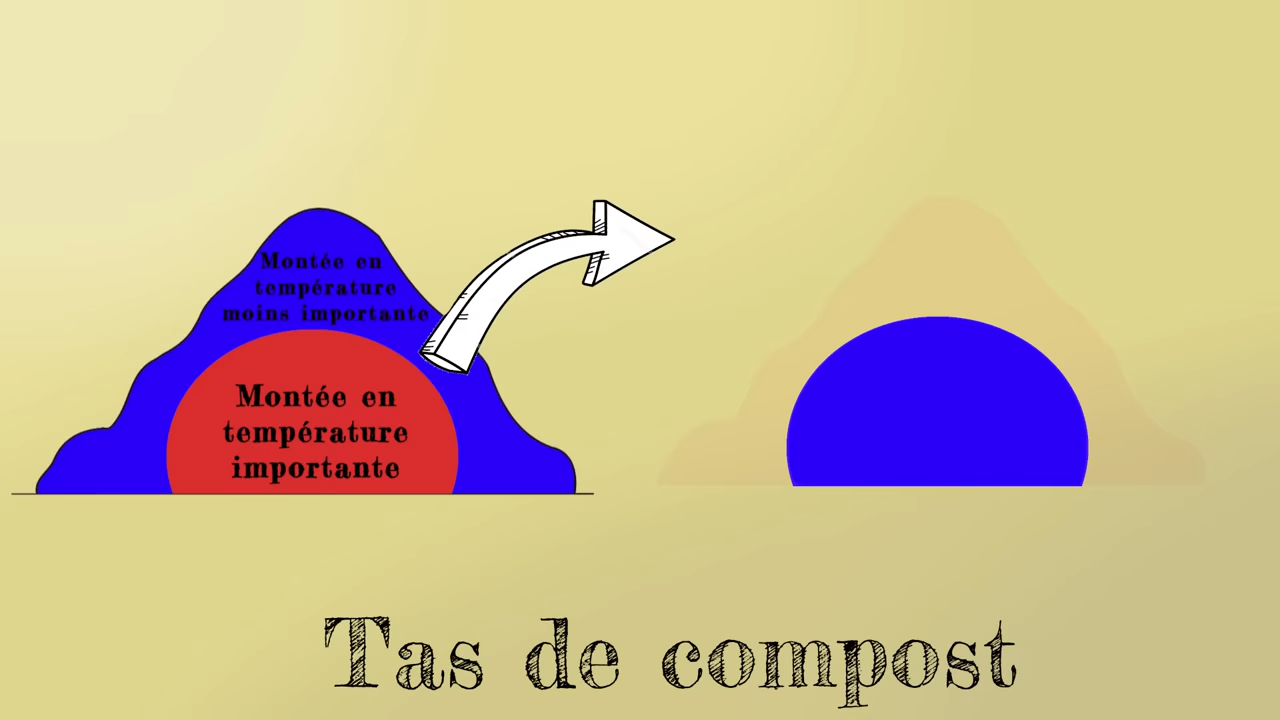 Montée en
température
moins importante
Montée en
température
importante
Tas de compost